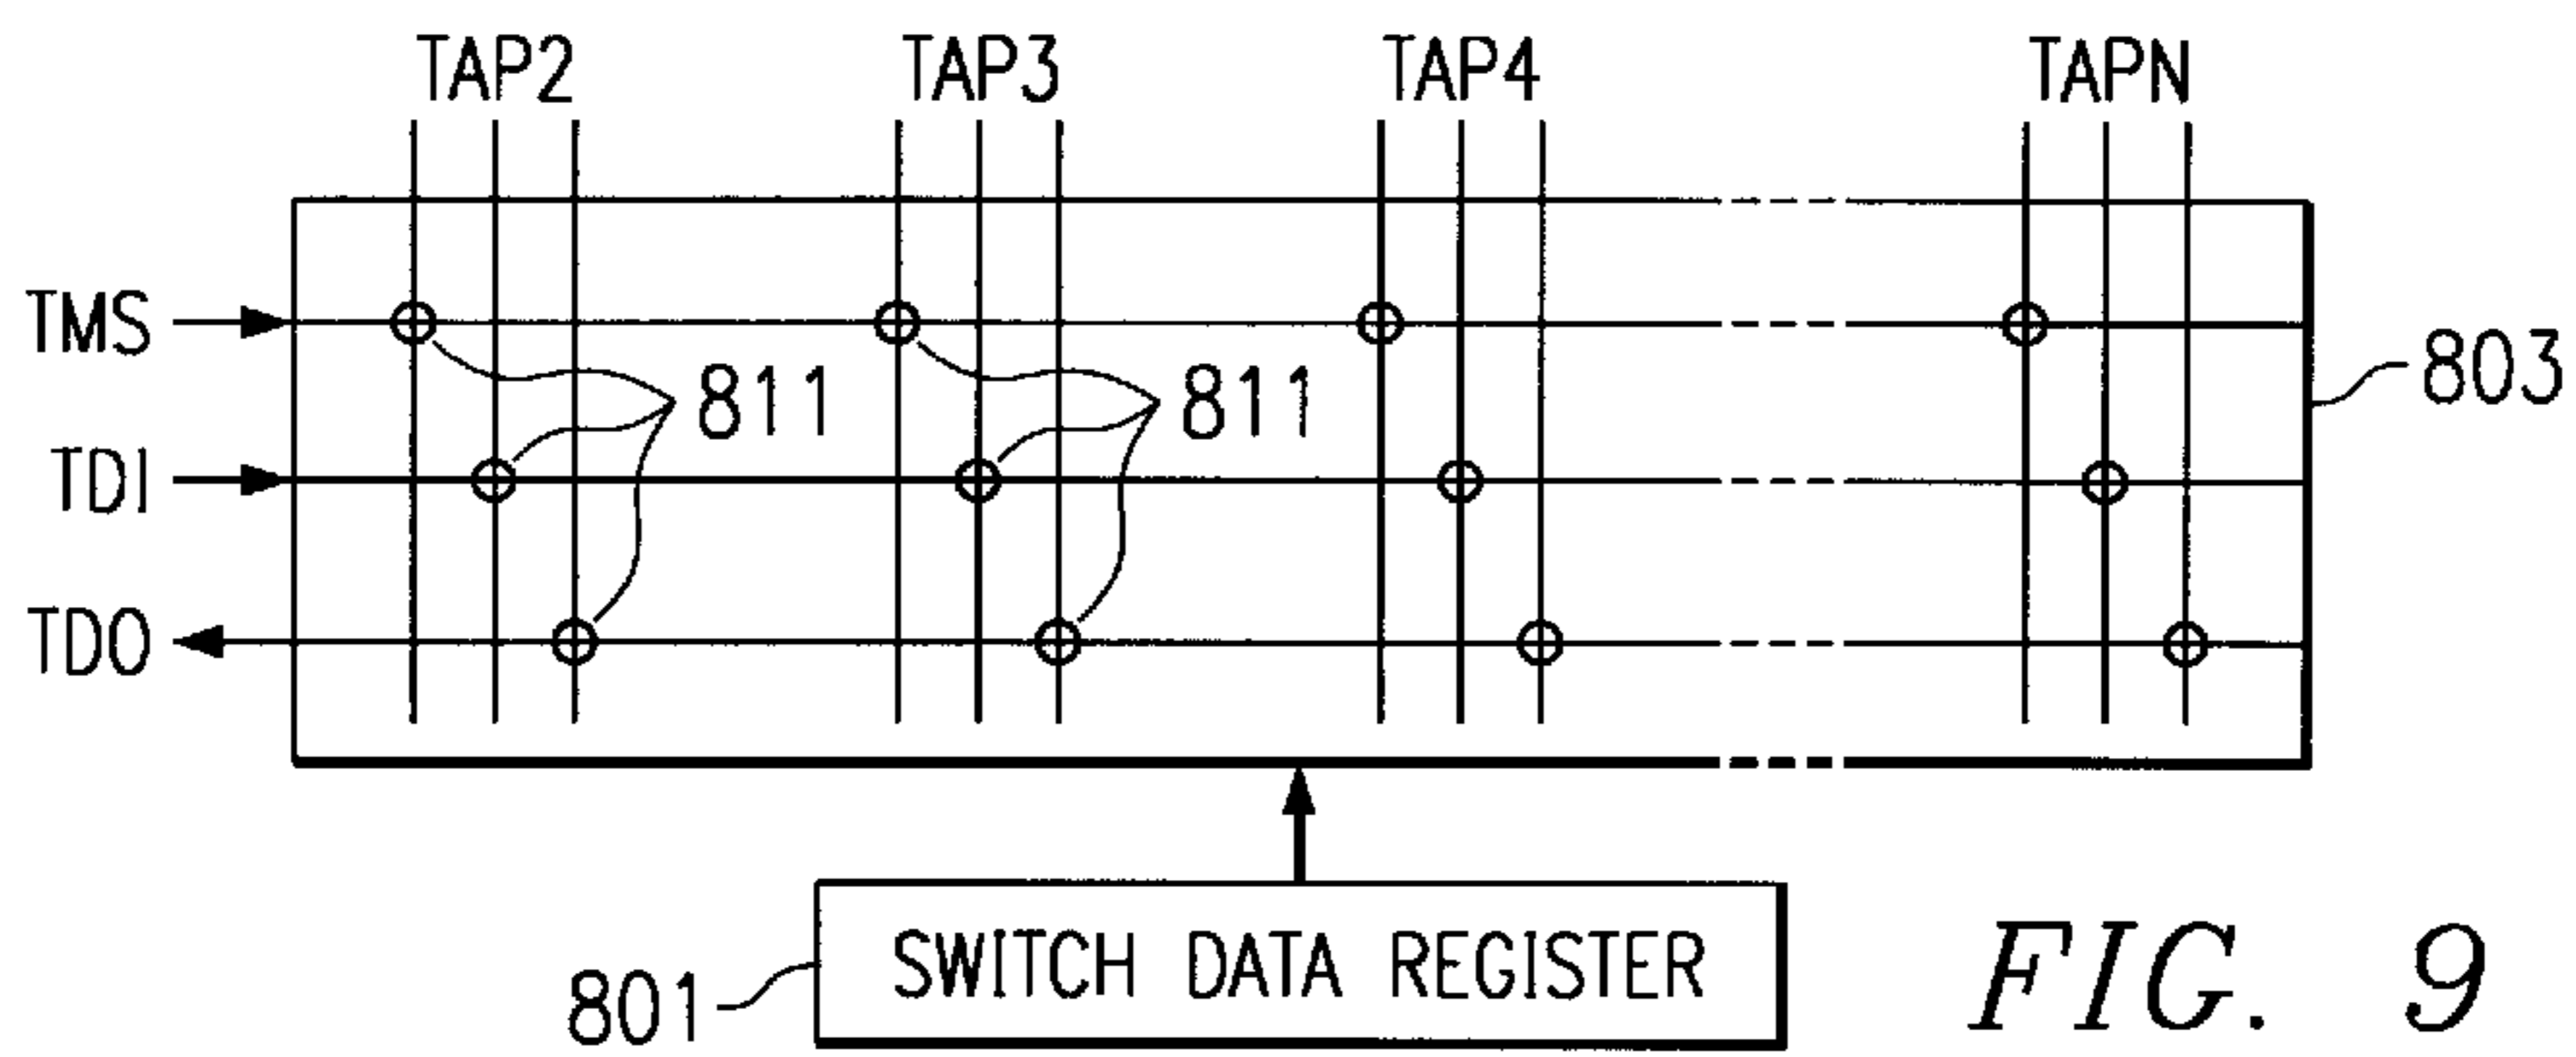 TAP2 TAP3 TAP4 TAPN
TMS
811 811
803
TDI
TDO
SWITCH DATA REGISTER
801
FIG. 9